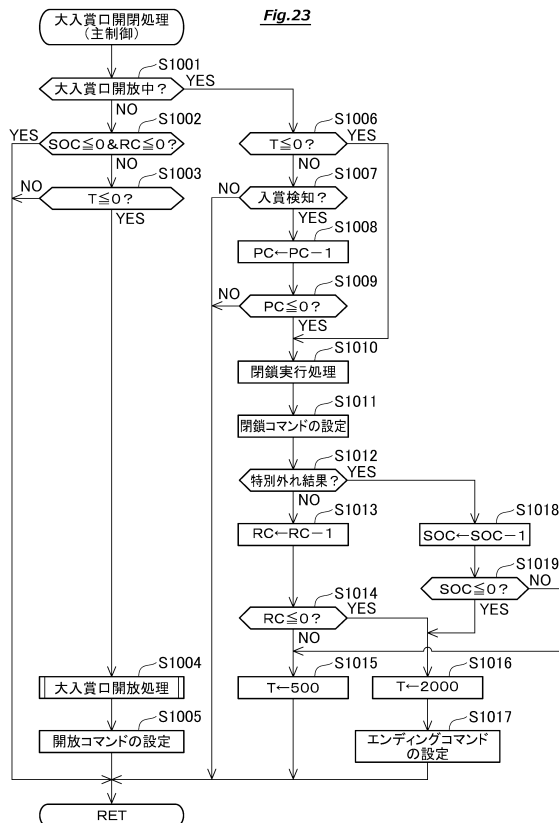 Fig.23
大入賞口開閉処理
(主制御)
S1001
大入賞口開放中?
YES
NO
S1002
YES
SOC≦0&RC≦0?
NO
S1003
NO
T≦0?
YES
S1004
大入賞口開放処理
S1005
開放コマンドの設定
RET
S1006
T≦0?
YES
NO
S1007
NO
入賞検知?
YES
S1008
PC←PC−1
S1009
NO
PC≦0?
YES
S1010
閉鎖実行処理
S1011
閉鎖コマンドの設定
S1012
特別外れ結果?
YES
NO
S1013
RC←RC−1
S1014
RC≦0?
YES
NO
S1015
T←500
S1016
T←2000
S1017
エンディングコマンド
の設定
S1018
SOC←SOC−1
S1019
SOC≦0?
NO
YES